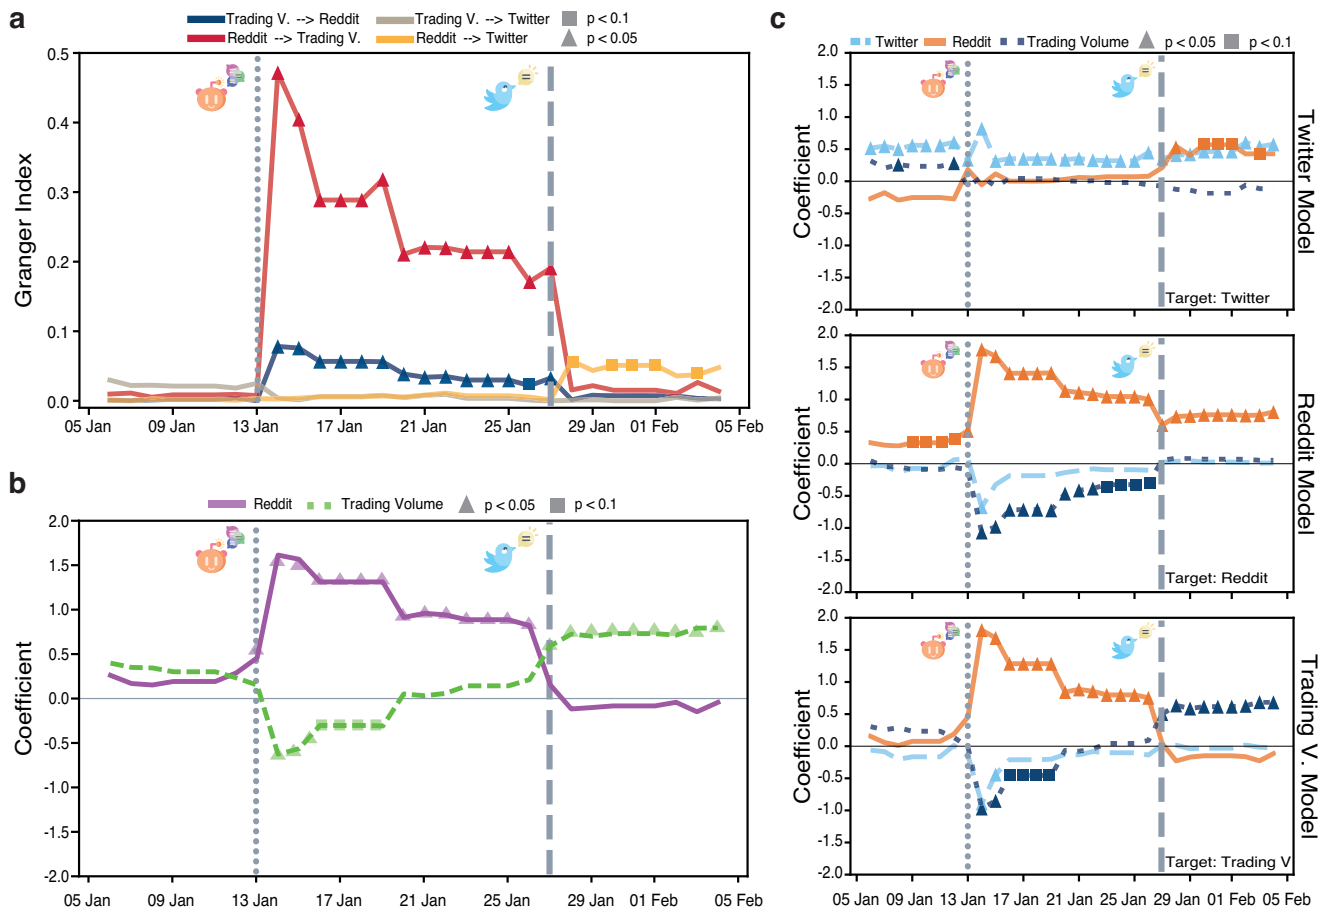 a
Trading V. --> Reddit
Trading V. --> Twitter
p < 0.1
Reddit --> Trading V.
Reddit --> Twitter
p < 0.05
Granger Index
0.5
0.4
0.3
0.2
0.1
0.0
05 Jan 09 Jan 13 Jan 17 Jan 21 Jan 25 Jan 29 Jan 01 Feb 05 Feb
b
Reddit Trading Volume p < 0.05 p < 0.1
Coefficient
2.0
1.5
1.0
0.5
0.0
-0.5
-1.0
-1.5
-2.0
05 Jan 09 Jan 13 Jan 17 Jan 21 Jan 25 Jan 29 Jan 01 Feb 05 Feb
c
Twitter Reddit Trading Volume p < 0.05 p < 0.1
Coefficient
2.0
1.5
1.0
0.5
0.0
-0.5
-1.0
-1.5
-2.0
Target: Twitter
Twitter Model
Coefficient
2.0
1.5
1.0
0.5
0.0
-0.5
-1.0
-1.5
-2.0
Target: Reddit
Reddit Model
Coefficient
2.0
1.5
1.0
0.5
0.0
-0.5
-1.0
-1.5
-2.0
Target: Trading V.
Trading V. Model
05 Jan 09 Jan 13 Jan 17 Jan 21 Jan 25 Jan 29 Jan 01 Feb 05 Feb